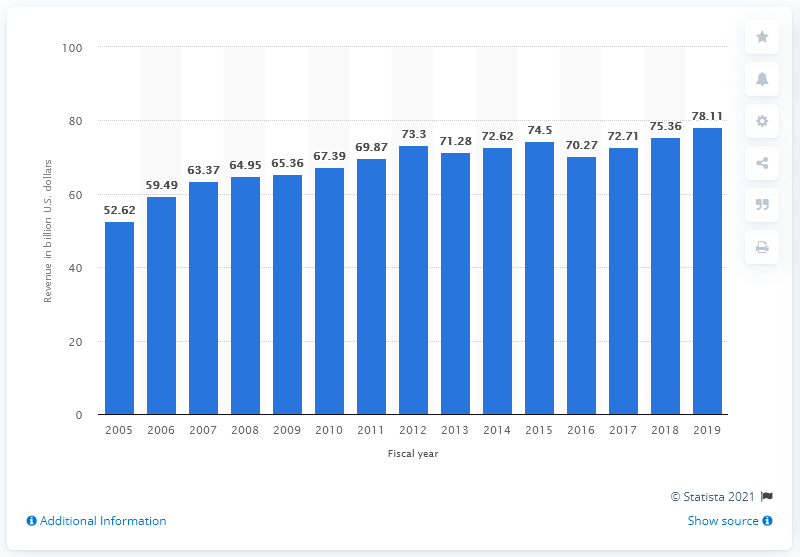 100
80
60
40
20
0
Revenue in billion U.S. dollars
52.62 59.49 63.37 64.95 65.36 67.39 69.87 73.3 71.28 72.62 74.5 70.27 72.71 75.36 78.11
2005 2006 2007 2008 2009 2010 2011 2012 2013 2014 2015 2016 2017 2018 2019
Fiscal year
© Statista 2021
Additional Information
Show source